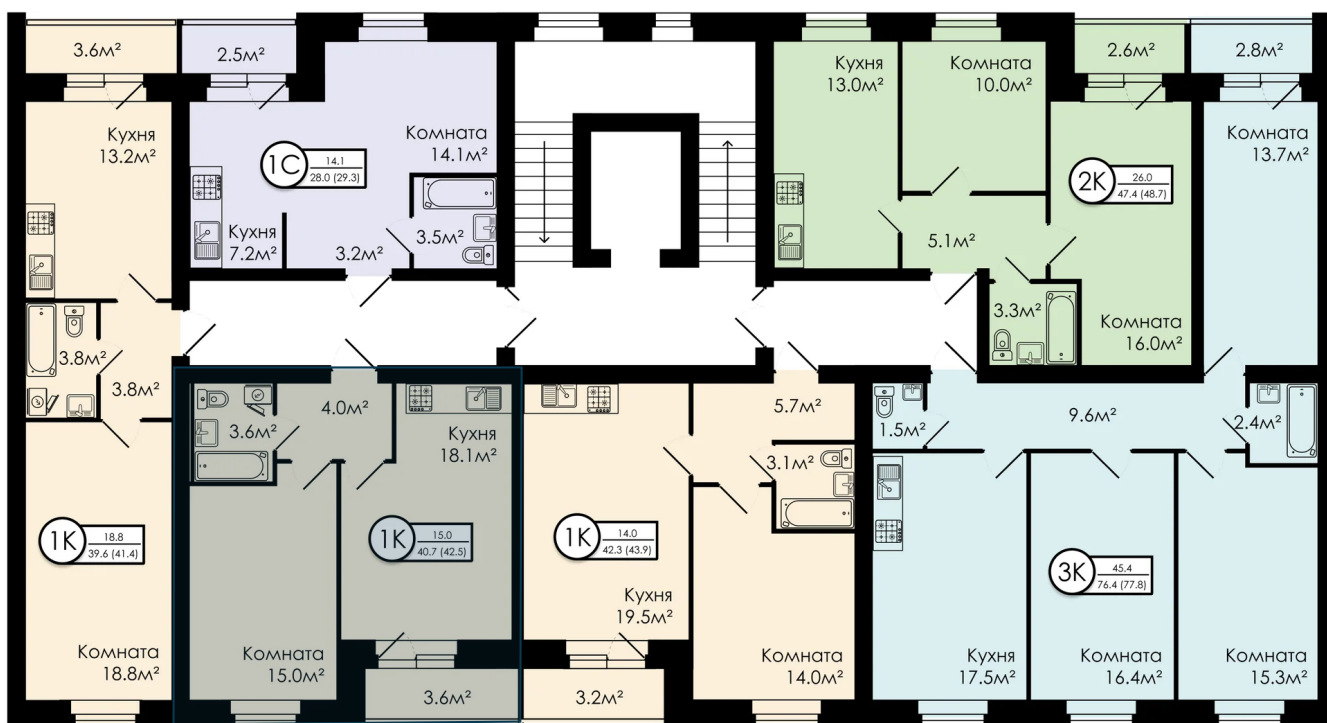 3.6м²
Кухня
13.2м²
3.8м²
3.8м²
1К
18.8
39.6 (41.4)
Комната
18.8м²
2.5м²
Комната
14.1м²
1С
14.1
28.0 (29.3)
Кухня
7.2м²
3.2м²
3.5м²
Кухня
13.0м²
Комната
10.0м²
2.6м²
2К
26.0
47.4 (48.7)
5.1м²
3.3м²
Комната
16.0м²
2.8м²
Комната
13.7м²
3.6м²
4.0м²
Кухня
18.1м²
1К
15.0
40.7 (42.5)
Комната
15.0м²
3.6м²
5.7м²
3.1м²
1К
14.0
42.3 (43.9)
Кухня
19.5м²
Комната
14.0м²
3.2м²
1.5м²
9.6м²
2.4м²
3К
45.4
76.4 (77.8)
Кухня
17.5м²
Комната
16.4м²
Комната
15.3м²